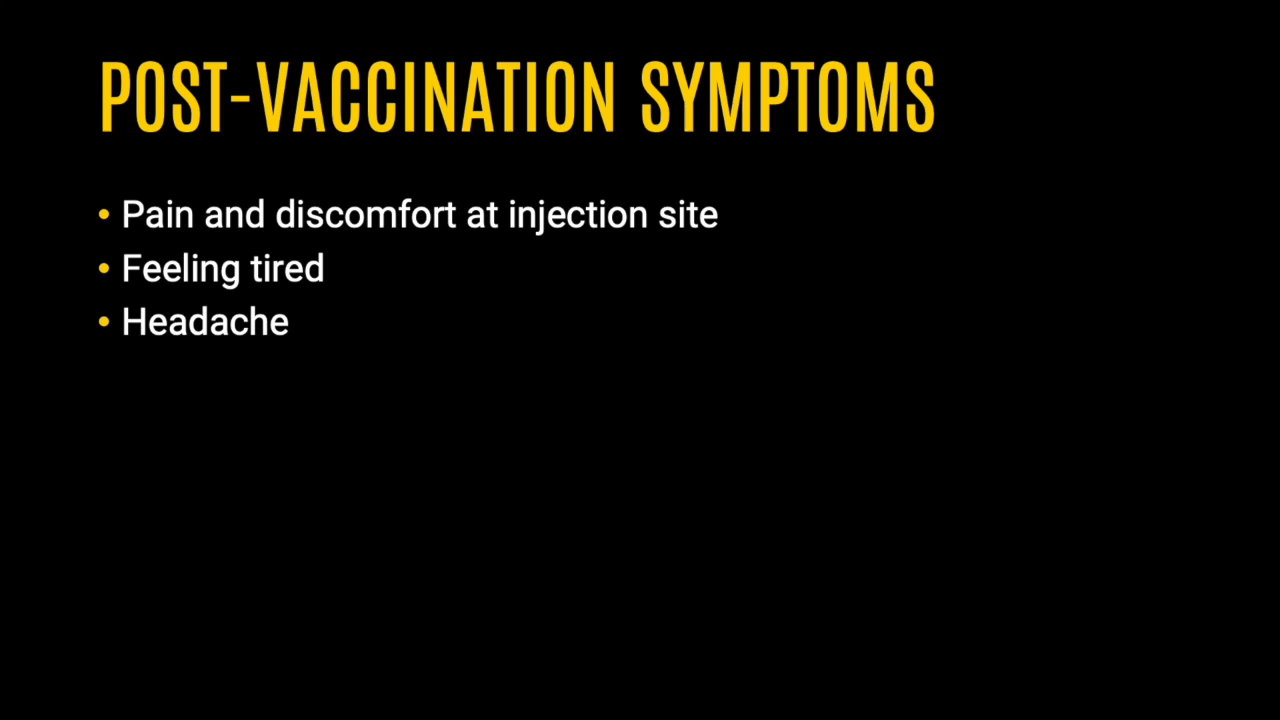 POST-VACCINATION SYMPTOMS
• Pain and discomfort at injection site
• Feeling tired
• Headache